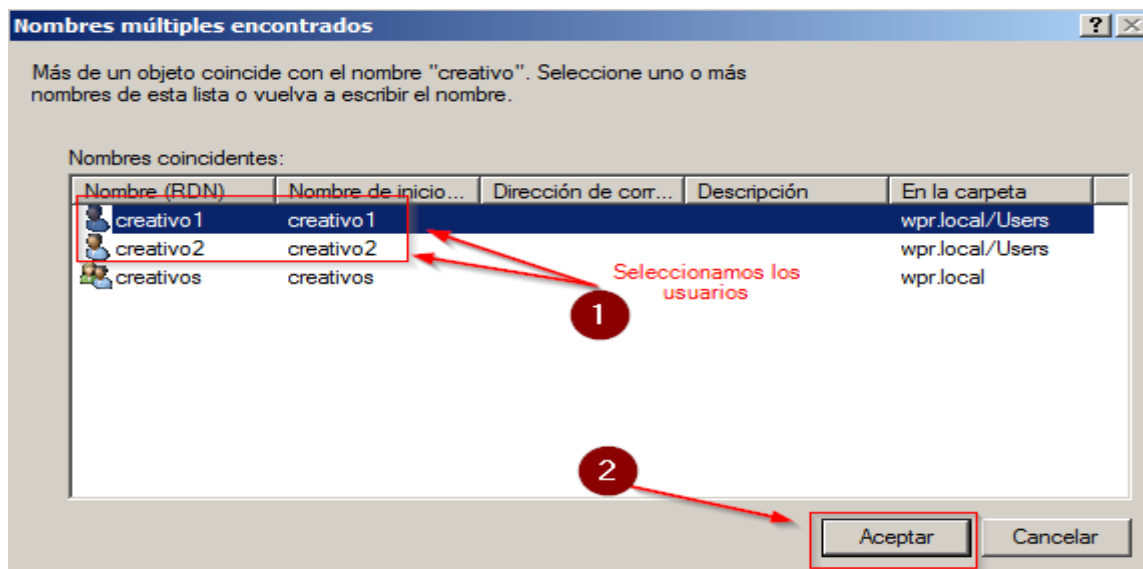 Nombres múltiples encontrados
Más de un objeto coincide con el nombre "creativo". Seleccione uno o más
nombres de esta lista o vuelva a escribir el nombre.
Nombres coincidentes:
Nombre (RDN) Nombre de inicio... Dirección de corr... Descripción En la carpeta
creativo1 creativo1 wpr.local/Users
creativo2 creativo2 wpr.local/Users
creativos creativos wpr.local
Seleccionamos los
usuarios
1
2
Aceptar Cancelar